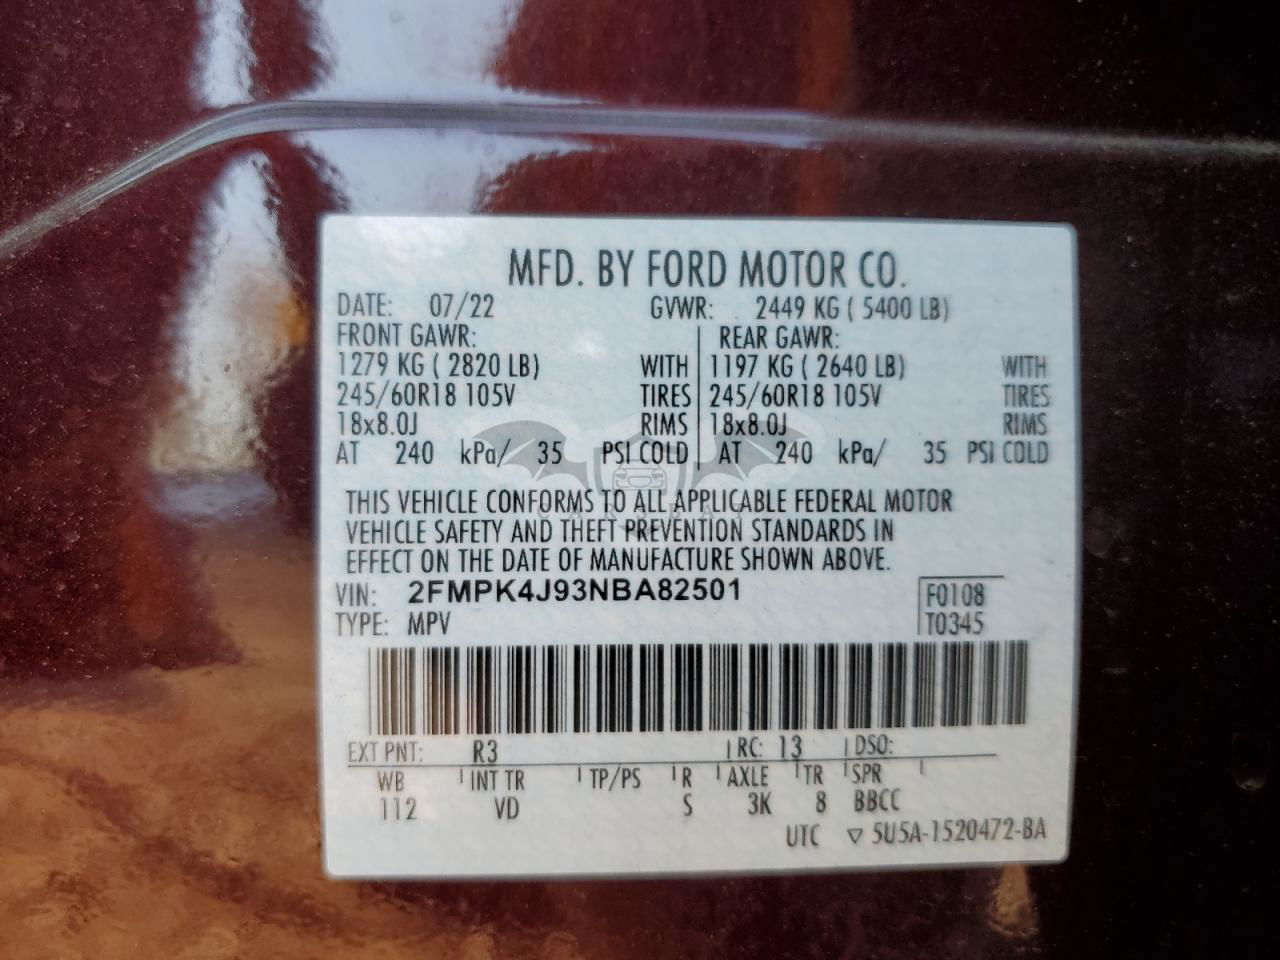 MFD. BY FORD MOTOR CO.
DATE: 07/22 GVWR: 2449 KG ( 5400 LB)
FRONT GAWR: REAR GAWR:
1279 KG ( 2820 LB) WITH 1197 KG ( 2640 LB) WITH
245/60R18 105V TIRES 245/60R18 105V TIRES
18x8.0J RIMS 18x8.0J RIMS
AT 240 kPa/ 35 PSI COLD AT 240 kPa/ 35 PSI COLD
THIS VEHICLE CONFORMS TO ALL APPLICABLE FEDERAL MOTOR
VEHICLE SAFETY AND THEFT PREVENTION STANDARDS IN
EFFECT ON THE DATE OF MANUFACTURE SHOWN ABOVE.
VIN: 2FMPK4J93NBA82501 F0108
TYPE: MPV T0345
EXT PNT: R3 RC: 13 DSO:
WB INT TR TP/PS R AXLE TR SPR
112 VD S 3K 8 BBCC
UTC ▽ 5U5A-1520472-BA